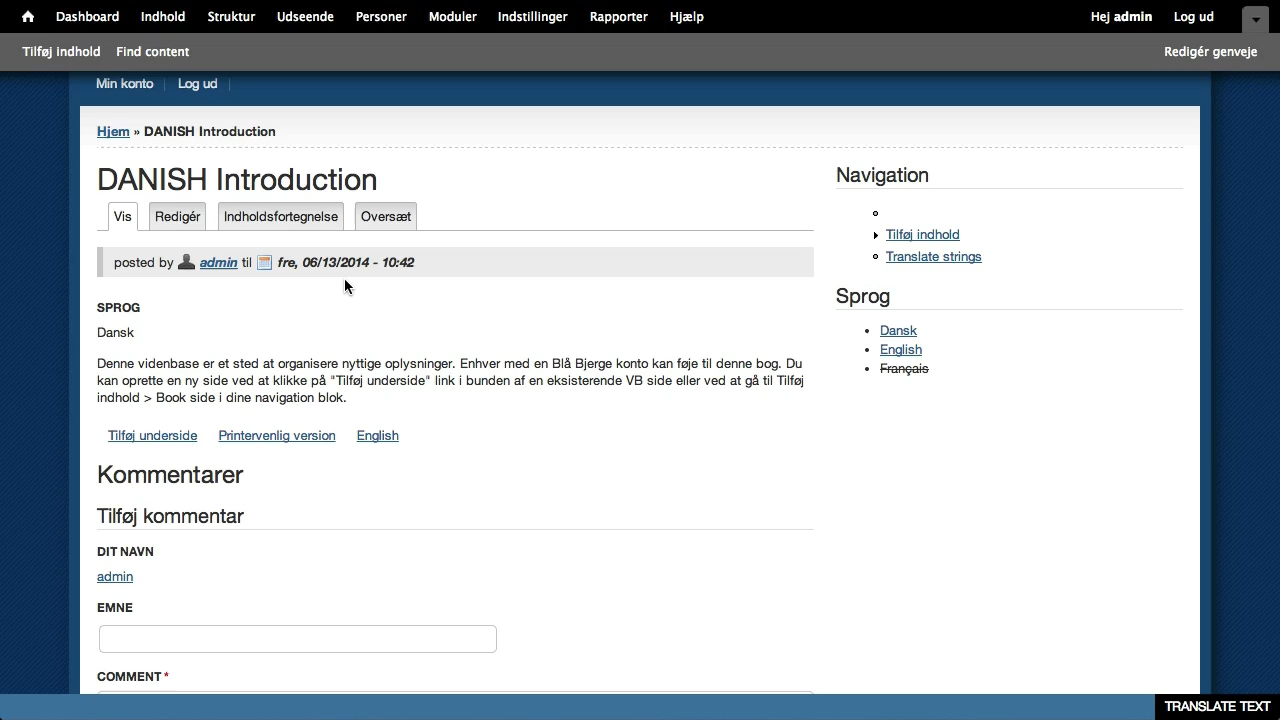 Dashboard Indhold Struktur Udseende Personer Moduler Indstillinger Rapporter Hjælp Hej admin Log ud
Tilføj indhold Find content Redigér genveje
Min konto Log ud
Hjem » DANISH Introduction
DANISH Introduction
Vis Redigér Indholdsfortegnelse Oversæt
posted by admin til fre, 06/13/2014 - 10:42
SPROG
Dansk
Denne videnbase er et sted at organisere nyttige oplysninger. Enhver med en Blå Bjerge konto kan føje til denne bog. Du
kan oprette en ny side ved at klikke på "Tilføj underside" link i bunden af en eksisterende VB side eller ved at gå til Tilføj
indhold > Book side i dine navigation blok.
Tilføj underside Printervenlig version English
Kommentarer
Tilføj kommentar
DIT NAVN
admin
EMNE
COMMENT *
Navigation
Tilføj indhold
Translate strings
Sprog
Dansk
English
Français
TRANSLATE TEXT